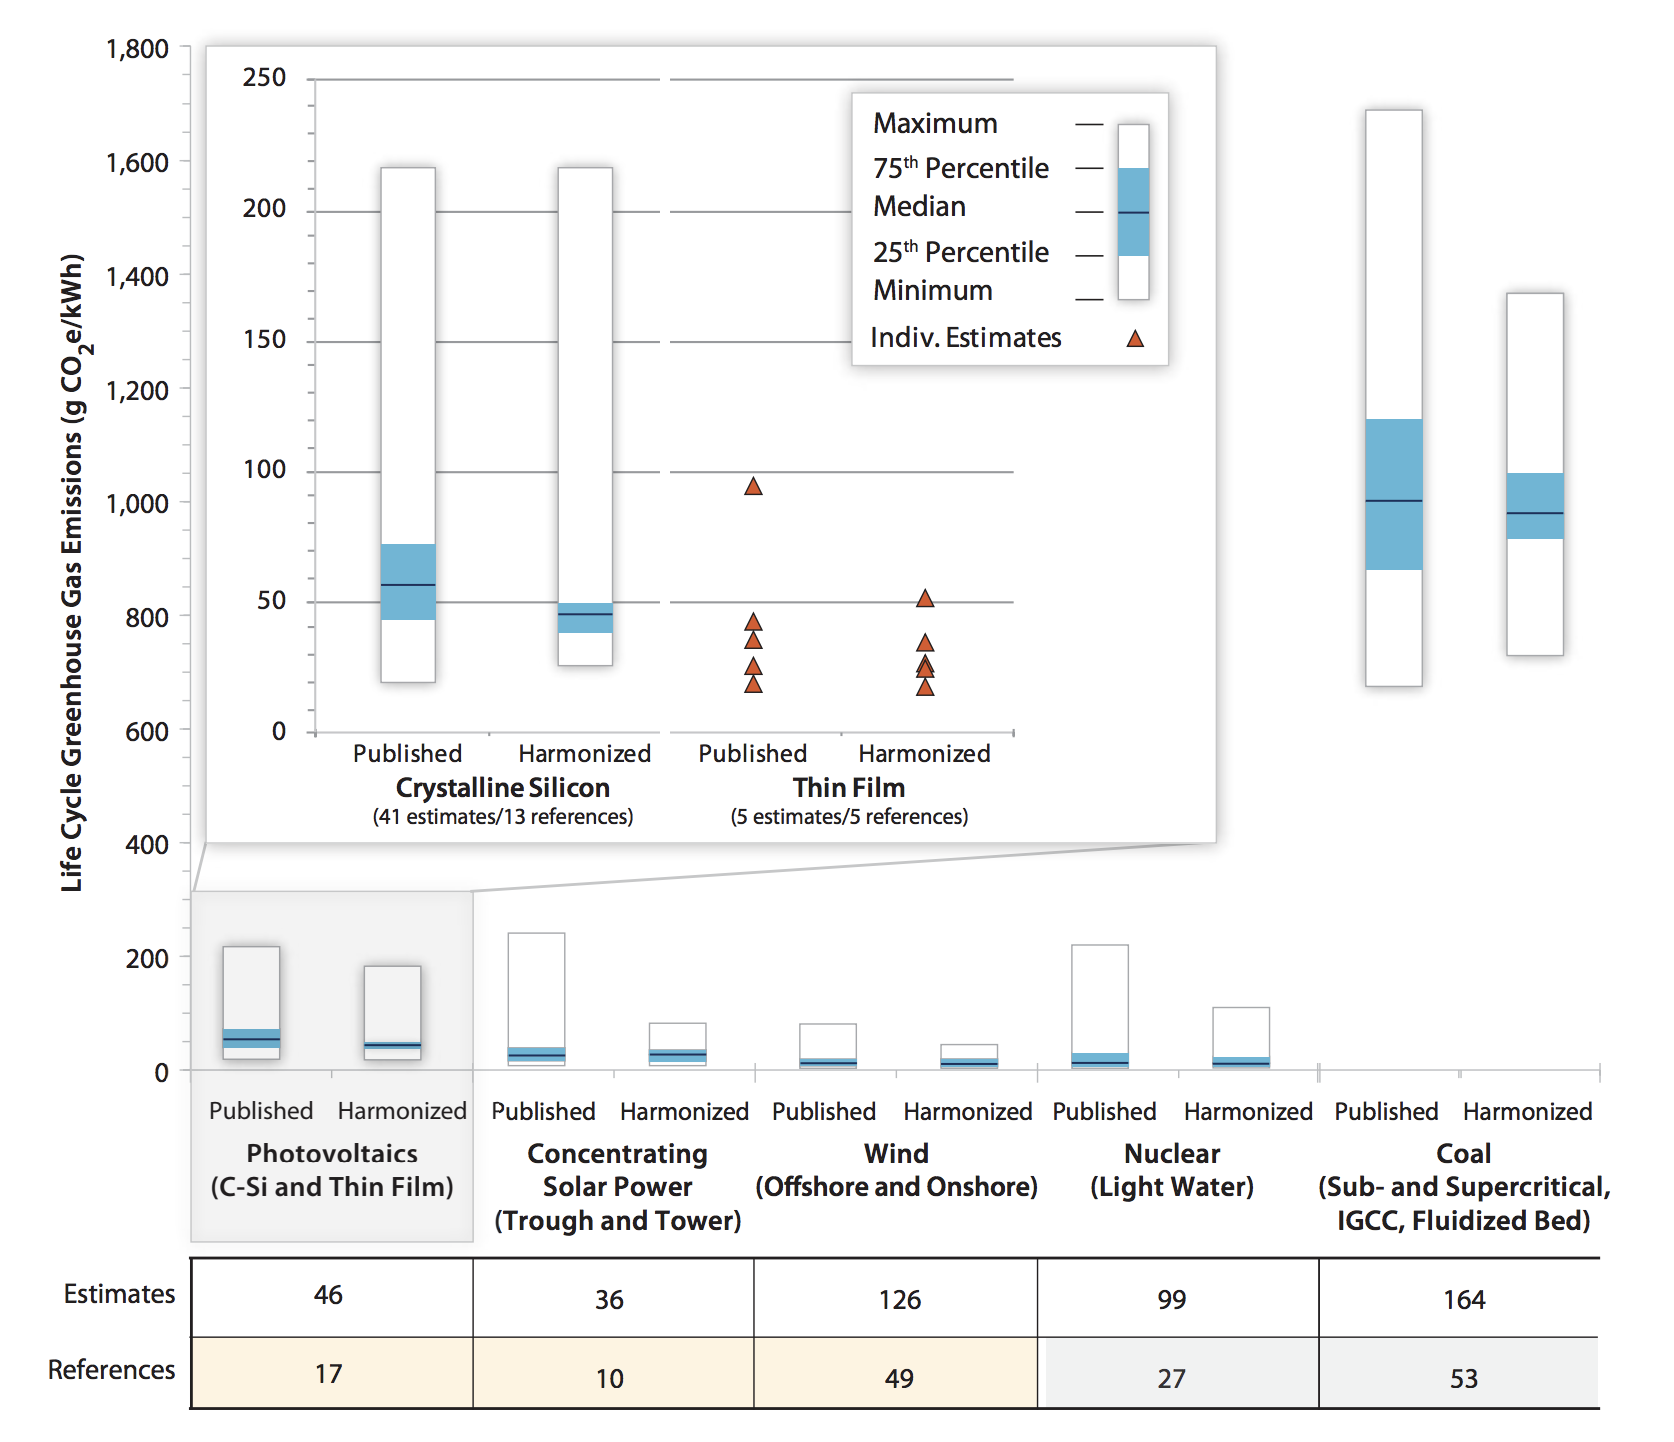 Life Cycle Greenhouse Gas Emissions (g CO2e/kWh)
1,800
1,600
1,400
1,200
1,000
800
600
400
200
0
250
200
150
100
50
0
Maximum
75th Percentile
Median
25th Percentile
Minimum
Indiv. Estimates
Published Harmonized Published Harmonized
Crystalline Silicon Thin Film
(41 estimates/13 references) (5 estimates/5 references)
Published Harmonized Published Harmonized Published Harmonized Published Harmonized Published Harmonized
Photovoltaics Concentrating Wind Nuclear Coal
(C-Si and Thin Film) Solar Power (Offshore and Onshore) (Light Water) (Sub- and Supercritical,
(Trough and Tower) IGCC, Fluidized Bed)
Estimates 46 36 126 99 164
References 17 10 49 27 53